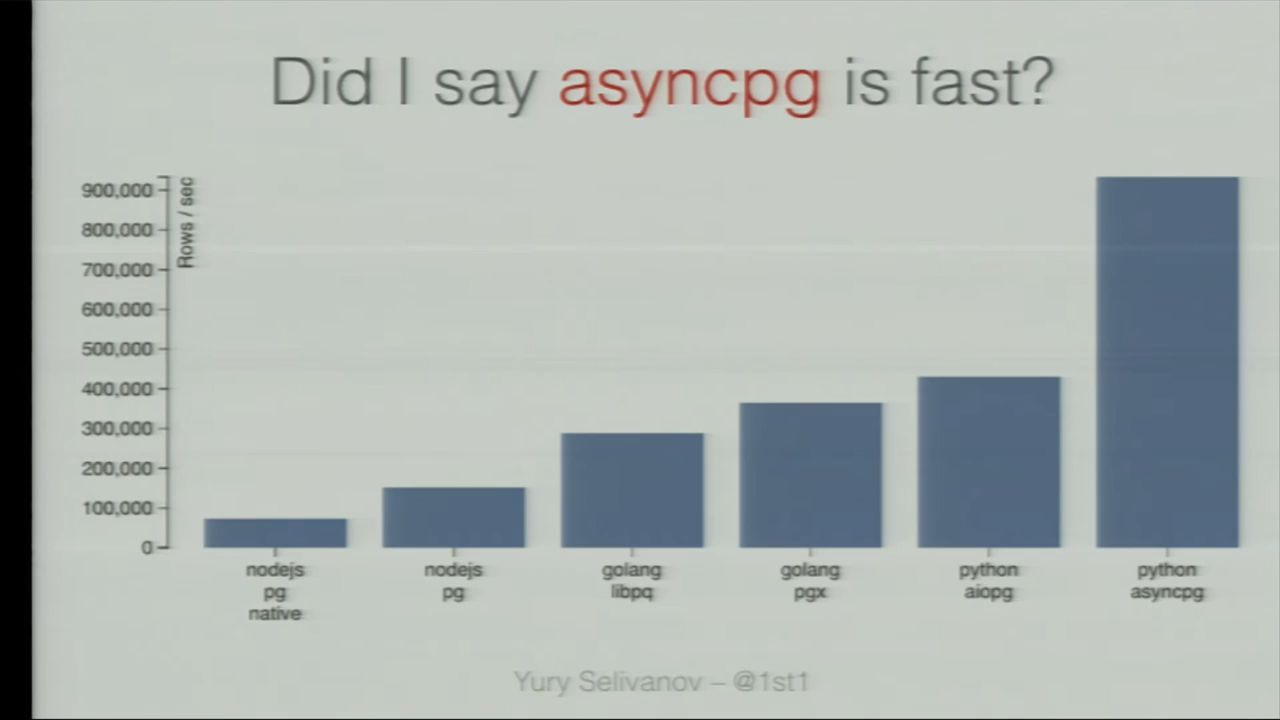 Did I say asyncpg is fast?
900,000
800,000
700,000
600,000
500,000
400,000
300,000
200,000
100,000
0
Rows / sec
nodejs
pg
native
nodejs
pg
golang
libpq
golang
pgx
python
aiopg
python
asyncpg
Yury Selivanov – @1st1